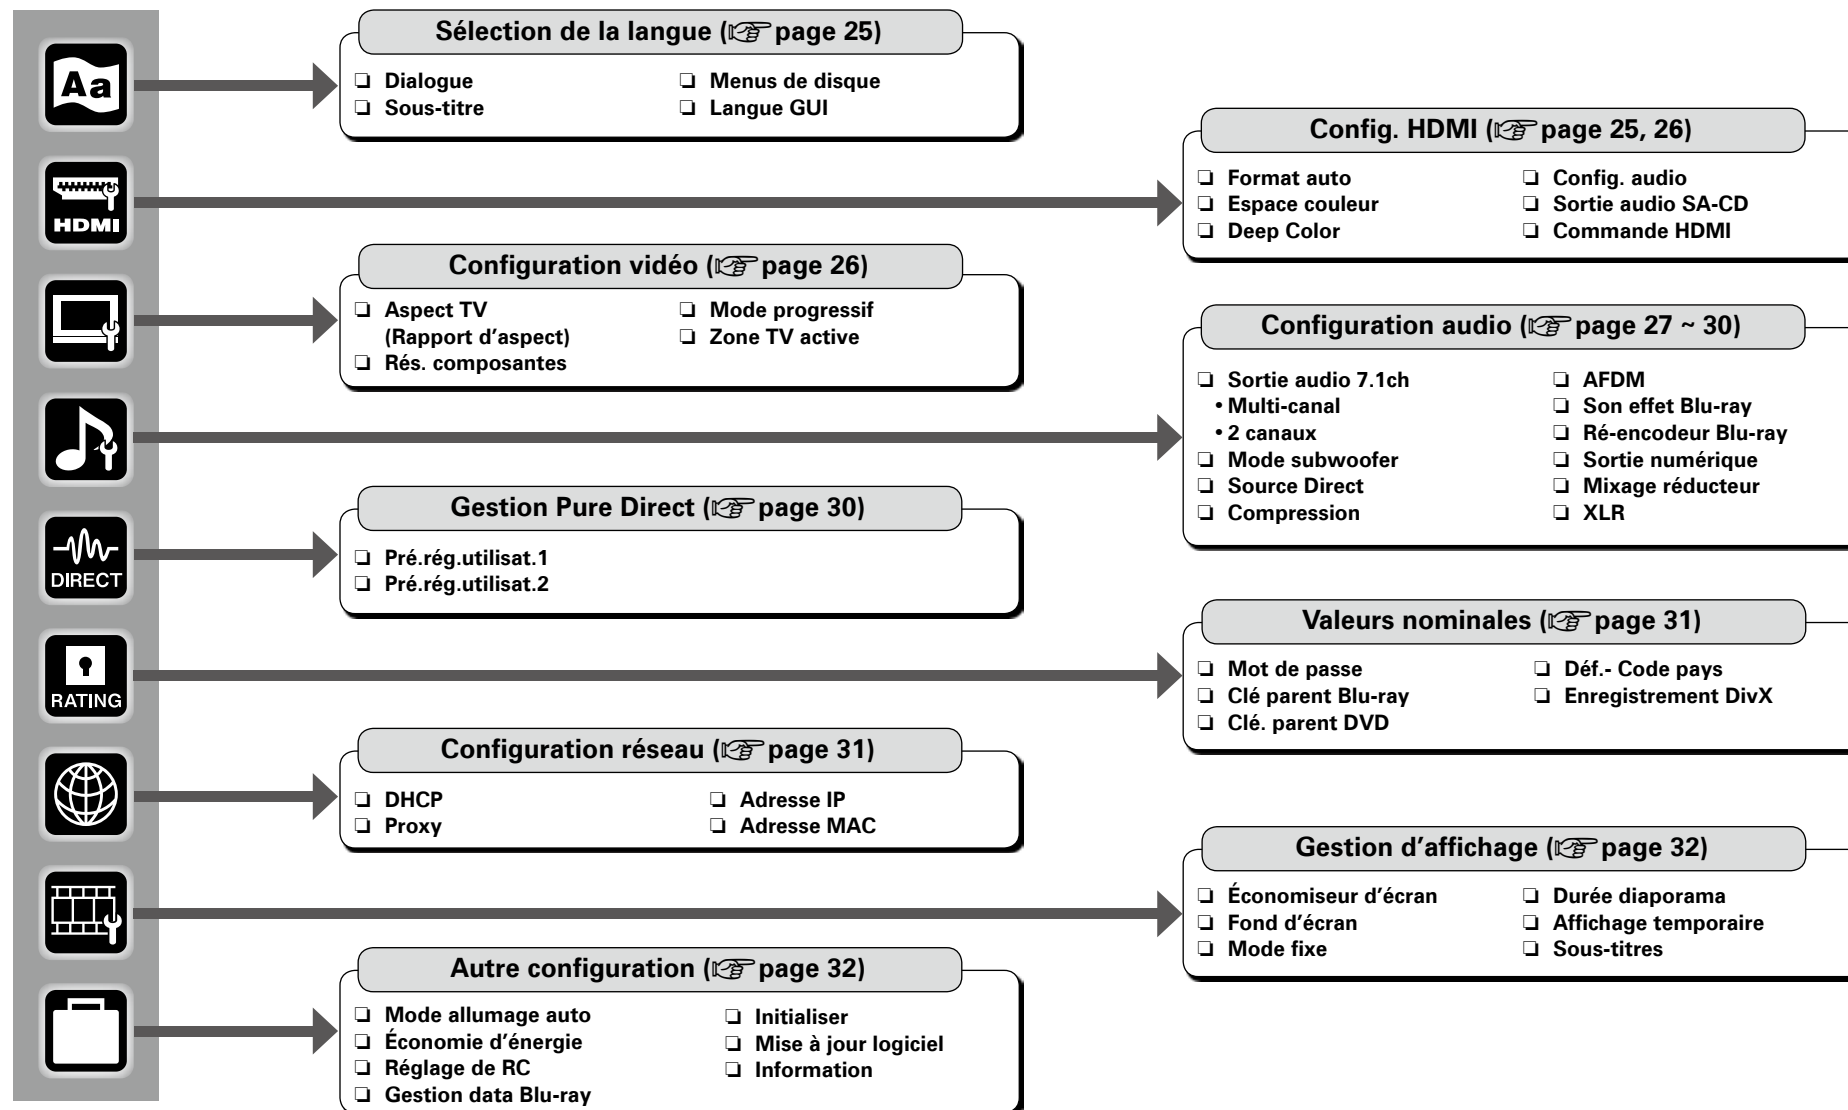 Aa
Sélection de la langue (☞ page 25)
❏ Dialogue
❏ Sous-titre
❏ Menus de disque
❏ Langue GUI
HDMI
Config. HDMI (☞ page 25, 26)
❏ Format auto
❏ Espace couleur
❏ Deep Color
❏ Config. audio
❏ Sortie audio SA-CD
❏ Commande HDMI
Configuration vidéo (☞ page 26)
❏ Aspect TV
(Rapport d’aspect)
❏ Rés. composantes
❏ Mode progressif
❏ Zone TV active
Configuration audio (☞ page 27 ~ 30)
❏ Sortie audio 7.1ch
• Multi-canal
• 2 canaux
❏ Mode subwoofer
❏ Source Direct
❏ Compression
❏ AFDM
❏ Son effet Blu-ray
❏ Ré-encodeur Blu-ray
❏ Sortie numérique
❏ Mixage réducteur
❏ XLR
DIRECT
Gestion Pure Direct (☞ page 30)
❏ Pré.rég.utilisat.1
❏ Pré.rég.utilisat.2
RATING
Valeurs nominales (☞ page 31)
❏ Mot de passe
❏ Clé parent Blu-ray
❏ Clé. parent DVD
❏ Déf.- Code pays
❏ Enregistrement DivX
Configuration réseau (☞ page 31)
❏ DHCP
❏ Proxy
❏ Adresse IP
❏ Adresse MAC
Gestion d’affichage (☞ page 32)
❏ Économiseur d’écran
❏ Fond d’écran
❏ Mode fixe
❏ Durée diaporama
❏ Affichage temporaire
❏ Sous-titres
Autre configuration (☞ page 32)
❏ Mode allumage auto
❏ Économie d’énergie
❏ Réglage de RC
❏ Gestion data Blu-ray
❏ Initialiser
❏ Mise à jour logiciel
❏ Information